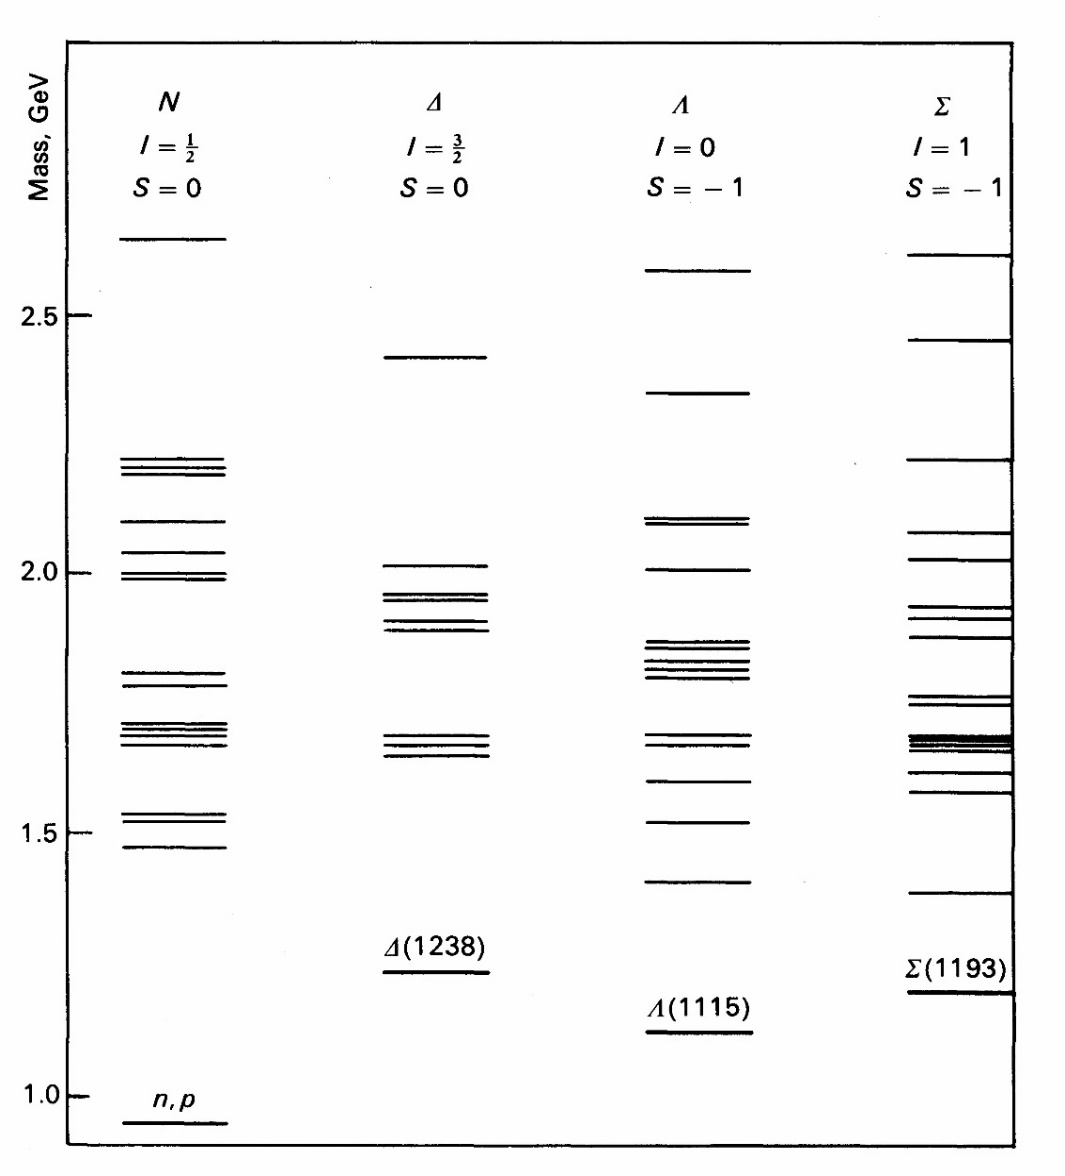 Mass, GeV
N Δ Λ Σ
I = 1/2 I = 3/2 I = 0 I = 1
S = 0 S = 0 S = − 1 S = − 1
2.5
2.0
1.5
Δ(1238)
Σ(1193)
Λ(1115)
1.0
n, p